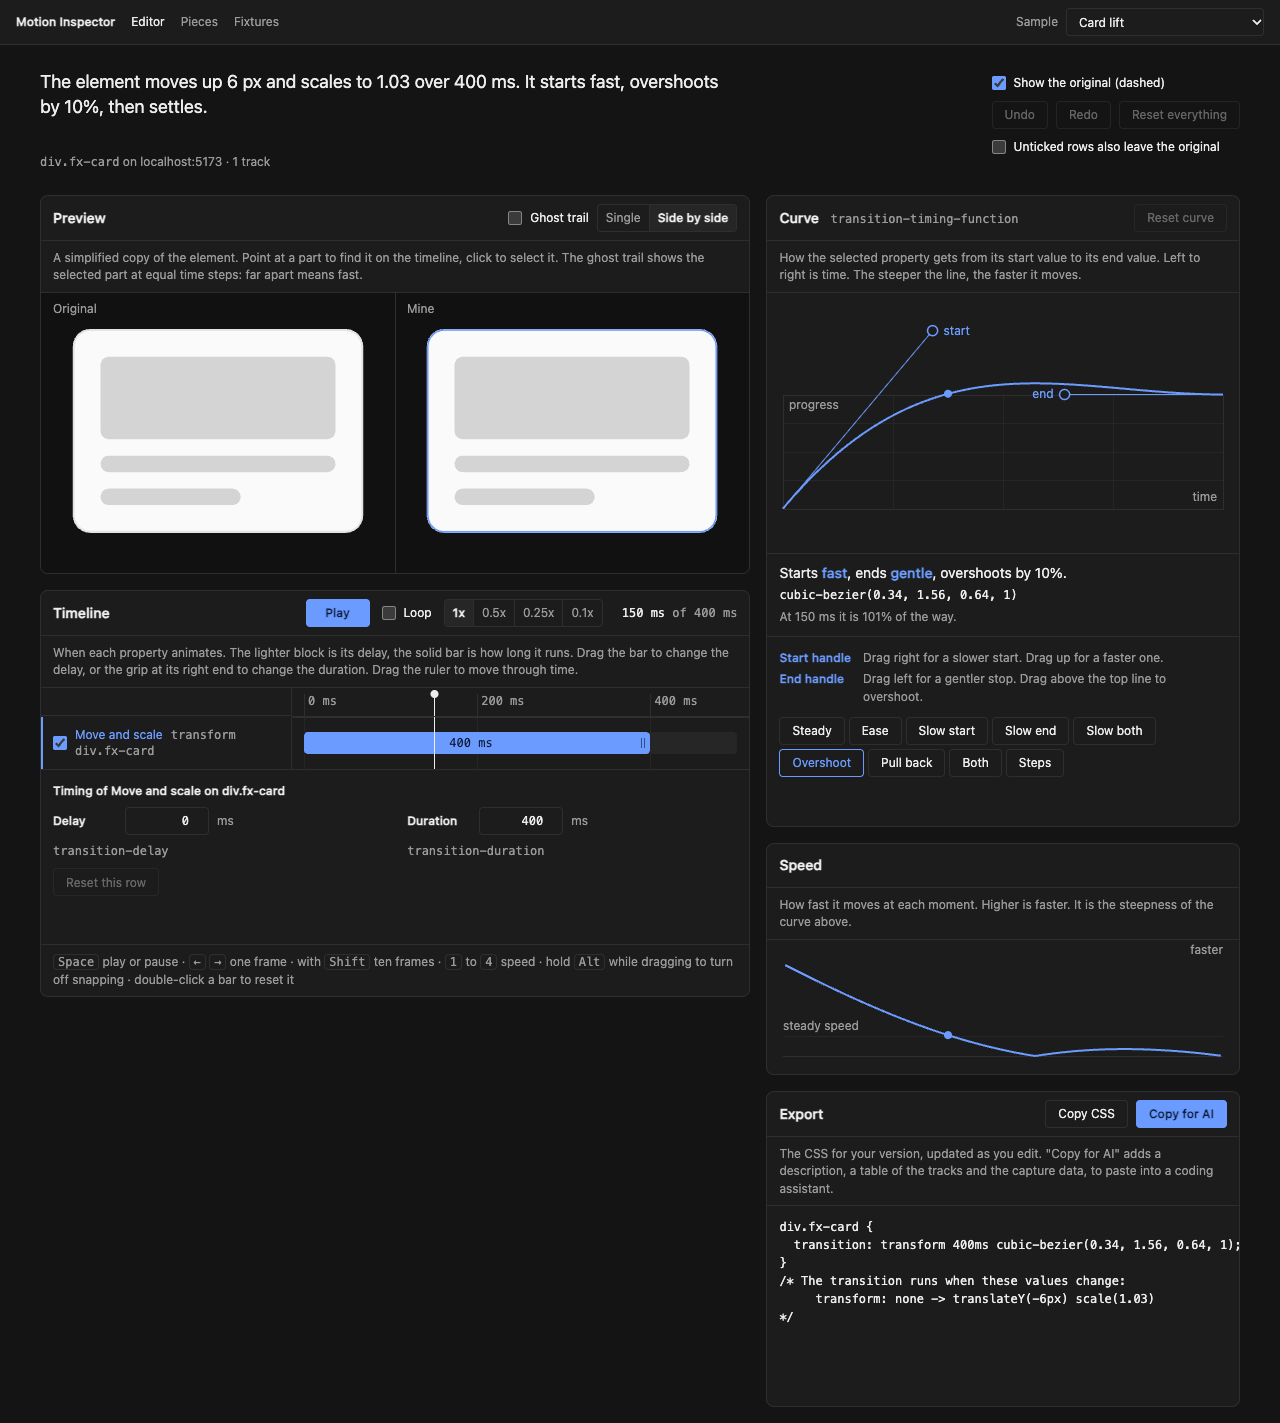 Motion Inspector Editor Pieces Fixtures Sample Card lift
The element moves up 6 px and scales to 1.03 over 400 ms. It starts fast, overshoots
by 10%, then settles.
Show the original (dashed)
Undo Redo Reset everything
Unticked rows also leave the original
div.fx-card on localhost:5173 · 1 track
Preview Ghost trail Single Side by side
A simplified copy of the element. Point at a part to find it on the timeline, click to select it. The ghost trail shows the
selected part at equal time steps: far apart means fast.
Original Mine
Timeline Play Loop 1x 0.5x 0.25x 0.1x 150 ms of 400 ms
When each property animates. The lighter block is its delay, the solid bar is how long it runs. Drag the bar to change the
delay, or the grip at its right end to change the duration. Drag the ruler to move through time.
0 ms 200 ms 400 ms
Move and scale transform
div.fx-card
400 ms
Timing of Move and scale on div.fx-card
Delay 0 ms Duration 400 ms
transition-delay transition-duration
Reset this row
Space play or pause · ← → one frame · with Shift ten frames · 1 to 4 speed · hold Alt while dragging to turn
off snapping · double-click a bar to reset it
Curve transition-timing-function Reset curve
How the selected property gets from its start value to its end value. Left to
right is time. The steeper the line, the faster it moves.
start
end
progress
time
Starts fast, ends gentle, overshoots by 10%.
cubic-bezier(0.34, 1.56, 0.64, 1)
At 150 ms it is 101% of the way.
Start handle Drag right for a slower start. Drag up for a faster one.
End handle Drag left for a gentler stop. Drag above the top line to
overshoot.
Steady Ease Slow start Slow end Slow both
Overshoot Pull back Both Steps
Speed
How fast it moves at each moment. Higher is faster. It is the steepness of the
curve above.
faster
steady speed
Export Copy CSS Copy for AI
The CSS for your version, updated as you edit. "Copy for AI" adds a
description, a table of the tracks and the capture data, to paste into a coding
assistant.
div.fx-card {
transition: transform 400ms cubic-bezier(0.34, 1.56, 0.64, 1);
}
/* The transition runs when these values change:
transform: none -> translateY(-6px) scale(1.03)
*/